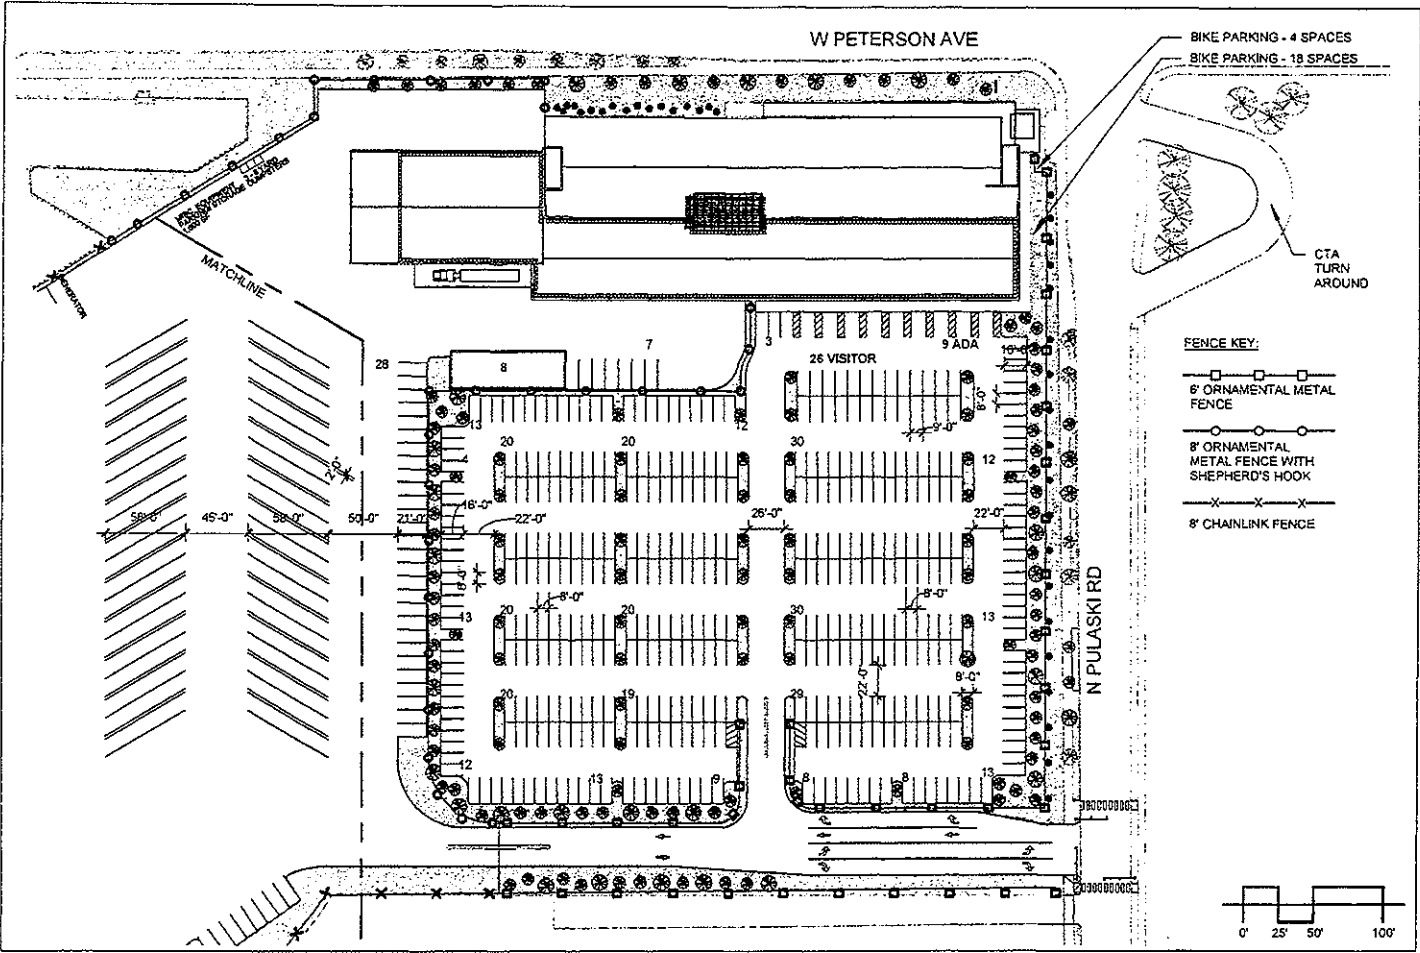 W PETERSON AVE
BIKE PARKING - 4 SPACES
BIKE PARKING - 18 SPACES
CTA
TURN
AROUND
MATCHLINE
28
8
7
3
9 ADA
26 VISITOR
8'-0"
9'-0"
13
12
20
20
30
4
12
2'-0"
16'-0"
22'-0"
26'-0"
22'-0"
45'-0"
50'-0"
21'-0"
8'-0"
8'-0"
13
20
20
30
13
22'-0"
8'-0"
20
19
29
12
13
9
8
8
13
N PULASKI RD
FENCE KEY:
6' ORNAMENTAL METAL
FENCE
8' ORNAMENTAL
METAL FENCE WITH
SHEPHERD'S HOOK
8' CHAINLINK FENCE
0' 25' 50' 100'